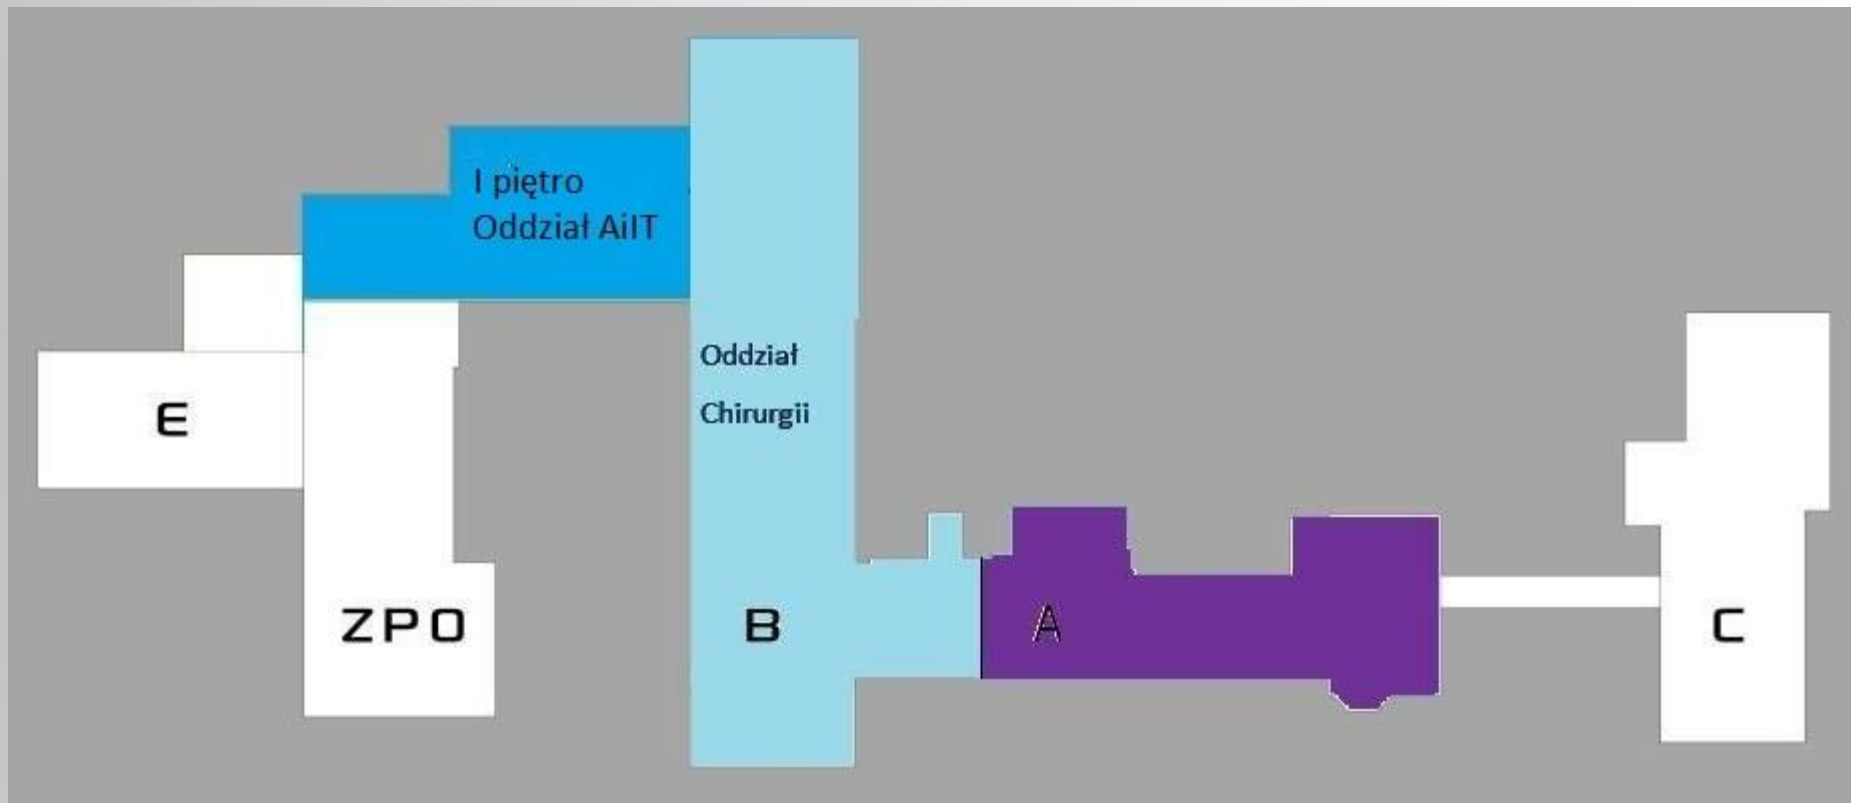 I piętro
Oddział AiIT
Oddział
Chirurgii
E
ZPO
B
A
C